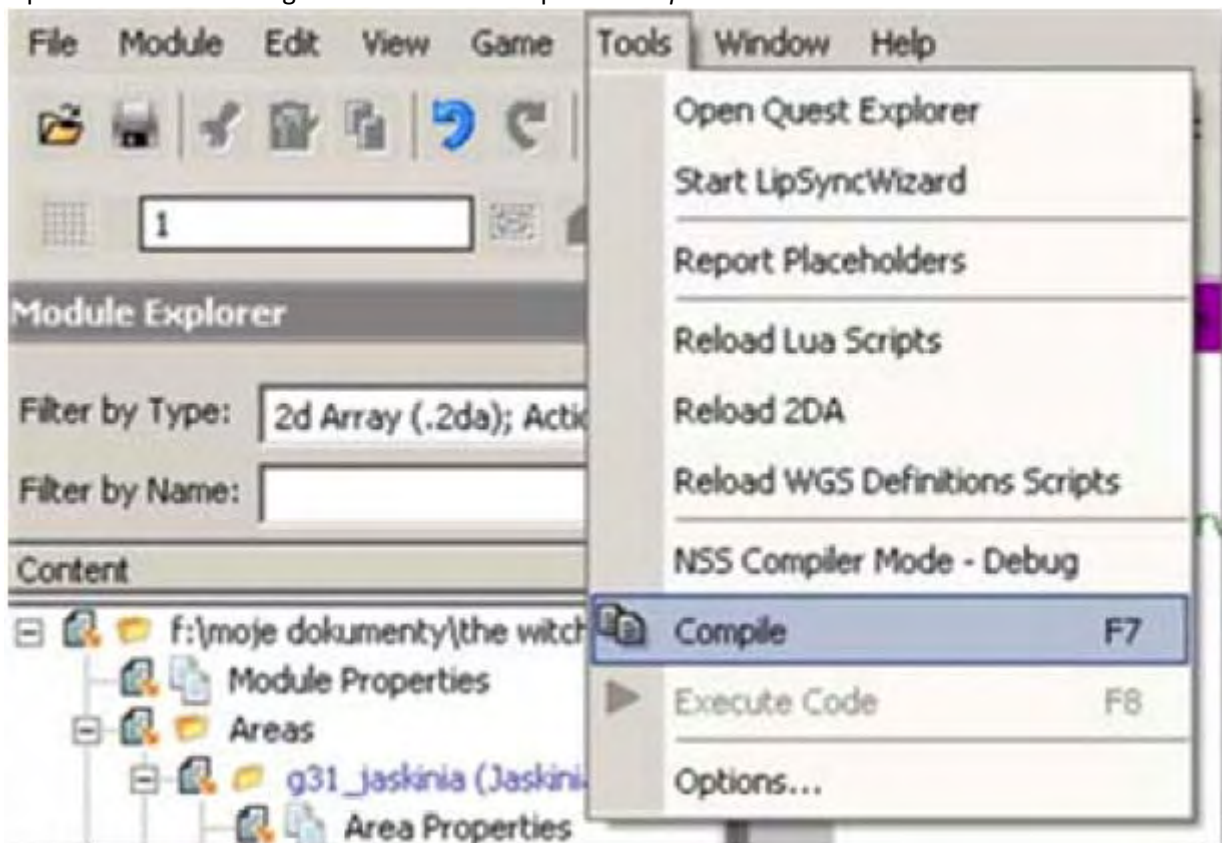 File Module Edit View Game Tools Window Help
Open Quest Explorer
Start LipSyncWizard
1
Report Placeholders
Module Explorer
Reload Lua Scripts
Filter by Type: 2d Array (.2da); Actio
Reload 2DA
Filter by Name:
Reload WGS Definitions Scripts
Content
NSS Compiler Mode - Debug
f:\moje dokumenty\the witch
Compile F7
Module Properties
Execute Code F8
Areas
g31_jaskinia (Jaskini
Options...
Area Properties